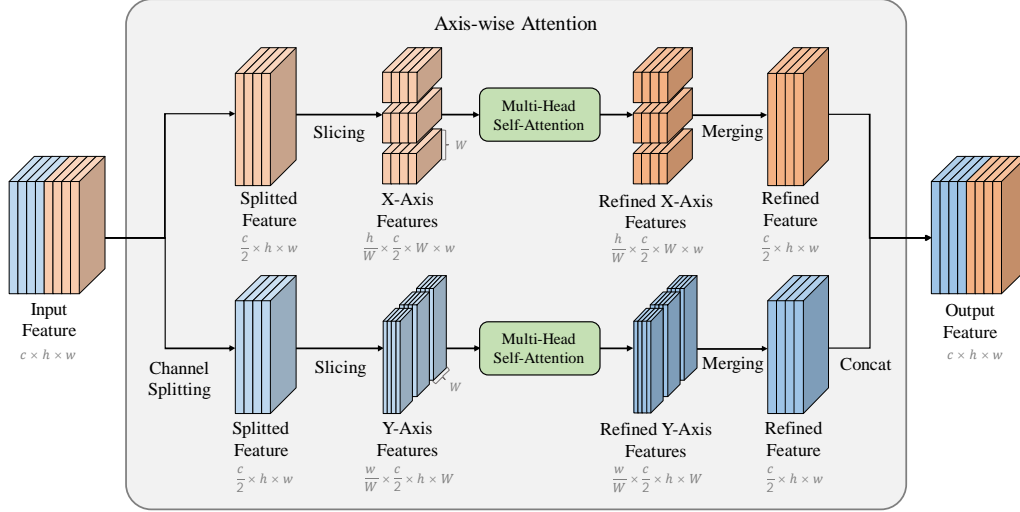 Axis-wise Attention
Slicing
W
Multi-Head
Self-Attention
Merging
Splitted
Feature
c/2 × h × w
X-Axis
Features
h/W × c/2 × W × w
Refined X-Axis
Features
h/W × c/2 × W × w
Refined
Feature
c/2 × h × w
Input
Feature
c × h × w
Channel
Splitting
Slicing
W
Multi-Head
Self-Attention
Merging
Concat
Output
Feature
c × h × w
Splitted
Feature
c/2 × h × w
Y-Axis
Features
w/W × c/2 × h × W
Refined Y-Axis
Features
w/W × c/2 × h × W
Refined
Feature
c/2 × h × w